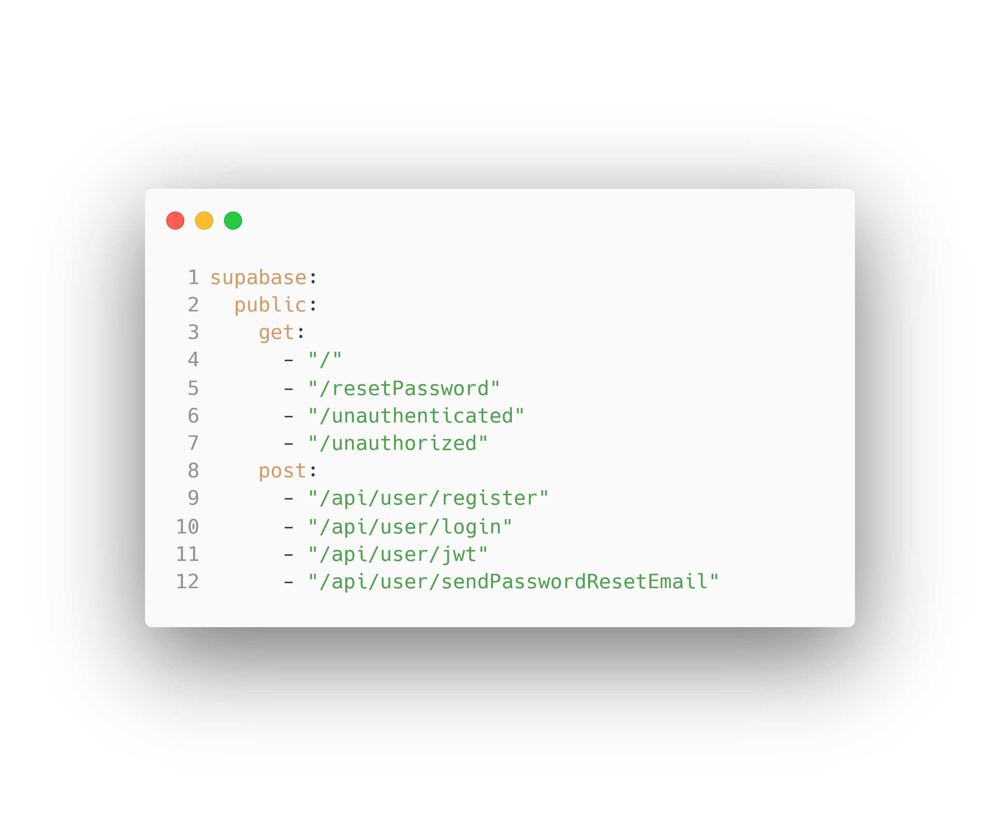 1 supabase:
2   public:
3     get:
4       - "/"
5       - "/resetPassword"
6       - "/unauthenticated"
7       - "/unauthorized"
8     post:
9       - "/api/user/register"
10       - "/api/user/login"
11       - "/api/user/jwt"
12       - "/api/user/sendPasswordResetEmail"